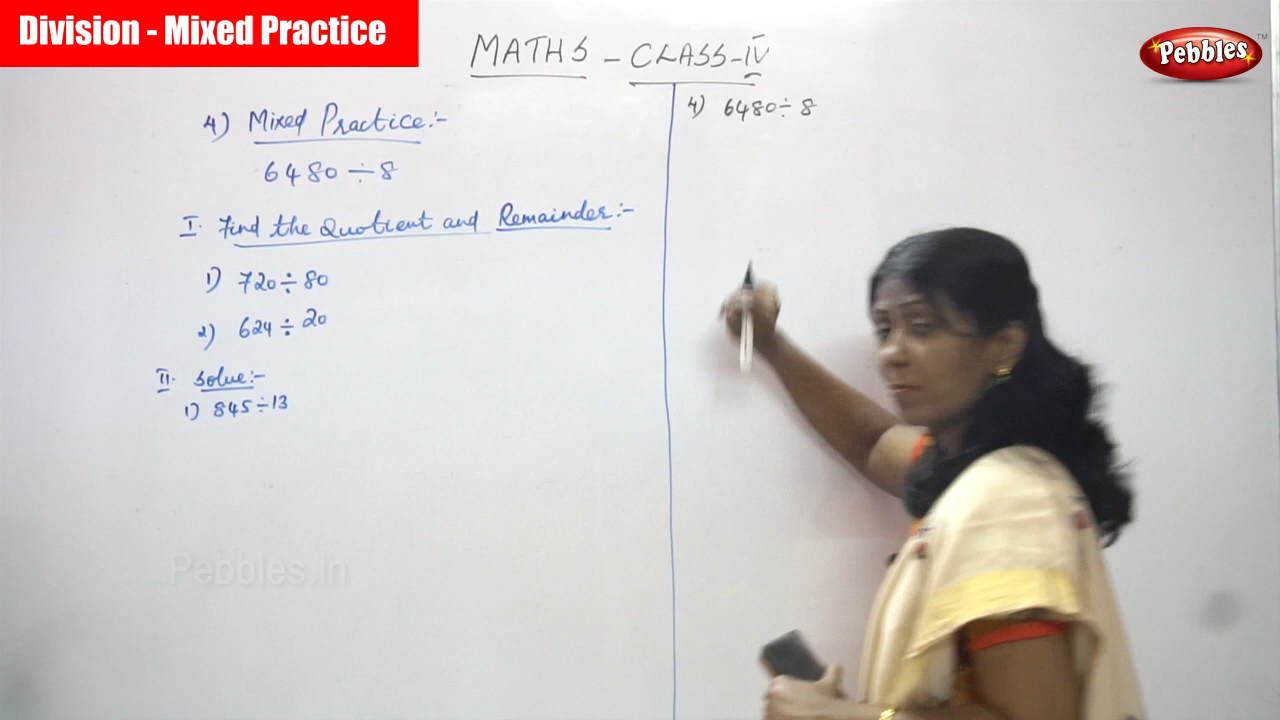 Division - Mixed Practice
Pebbles TM
MATHS - CLASS-IV
4) Mixed Practice:-
6480 ÷ 8
I. Find the Quotient and Remainder:-
1) 720 ÷ 80
2) 624 ÷ 20
II. Solve:-
1) 845 ÷ 13
4) 6480 ÷ 8
Pebbles.in